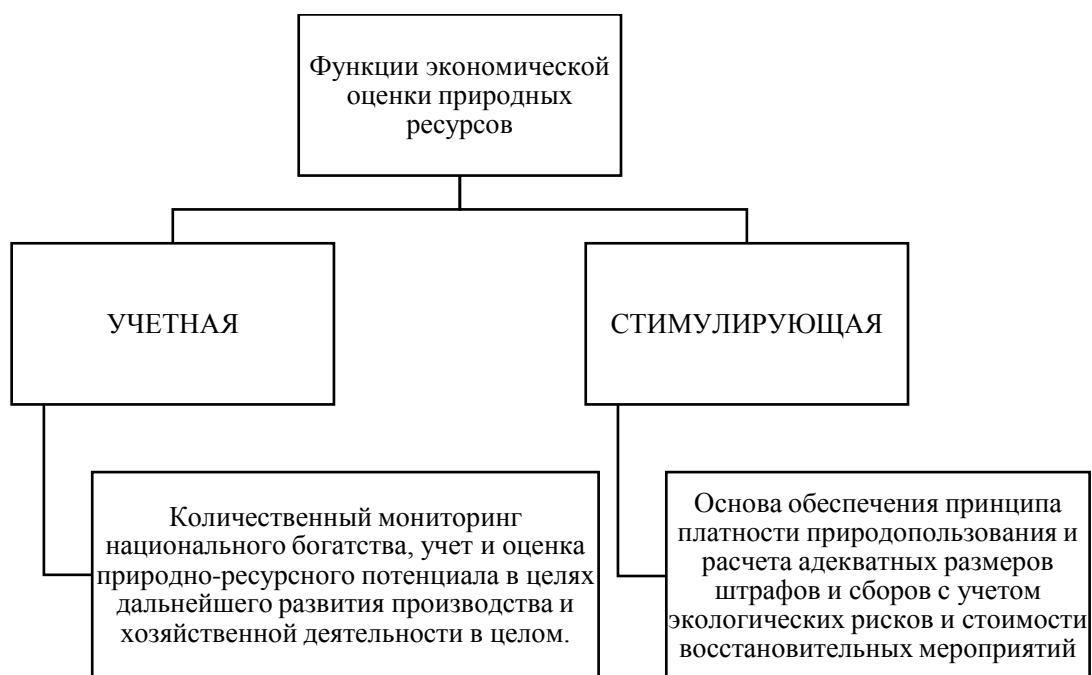 Функции экономической
оценки природных
ресурсов
УЧЕТНАЯ
СТИМУЛИРУЮЩАЯ
Количественный мониторинг
национального богатства, учет и оценка
природно-ресурсного потенциала в целях
дальнейшего развития производства и
хозяйственной деятельности в целом.
Основа обеспечения принципа
платности природопользования и
расчета адекватных размеров
штрафов и сборов с учетом
экологических рисков и стоимости
восстановительных мероприятий